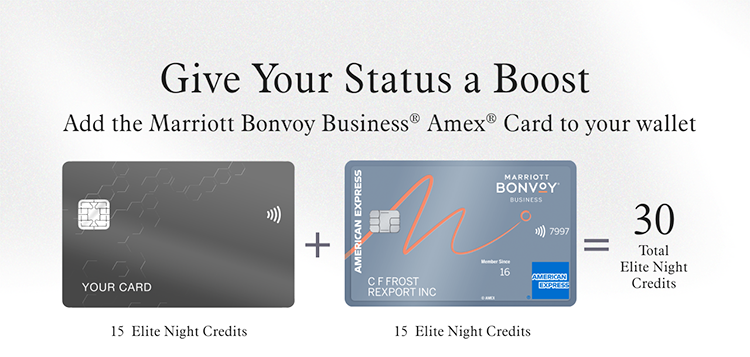 Give Your Status a Boost
Add the Marriott Bonvoy Business® Amex® Card to your wallet
YOUR CARD
15 Elite Night Credits
+
AMERICAN EXPRESS
MARRIOTT
BONVOY
BUSINESS
7997
Member Since
16
C F FROST
REXPORT INC
AMERICAN
EXPRESS
15 Elite Night Credits
=
30
Total
Elite Night
Credits